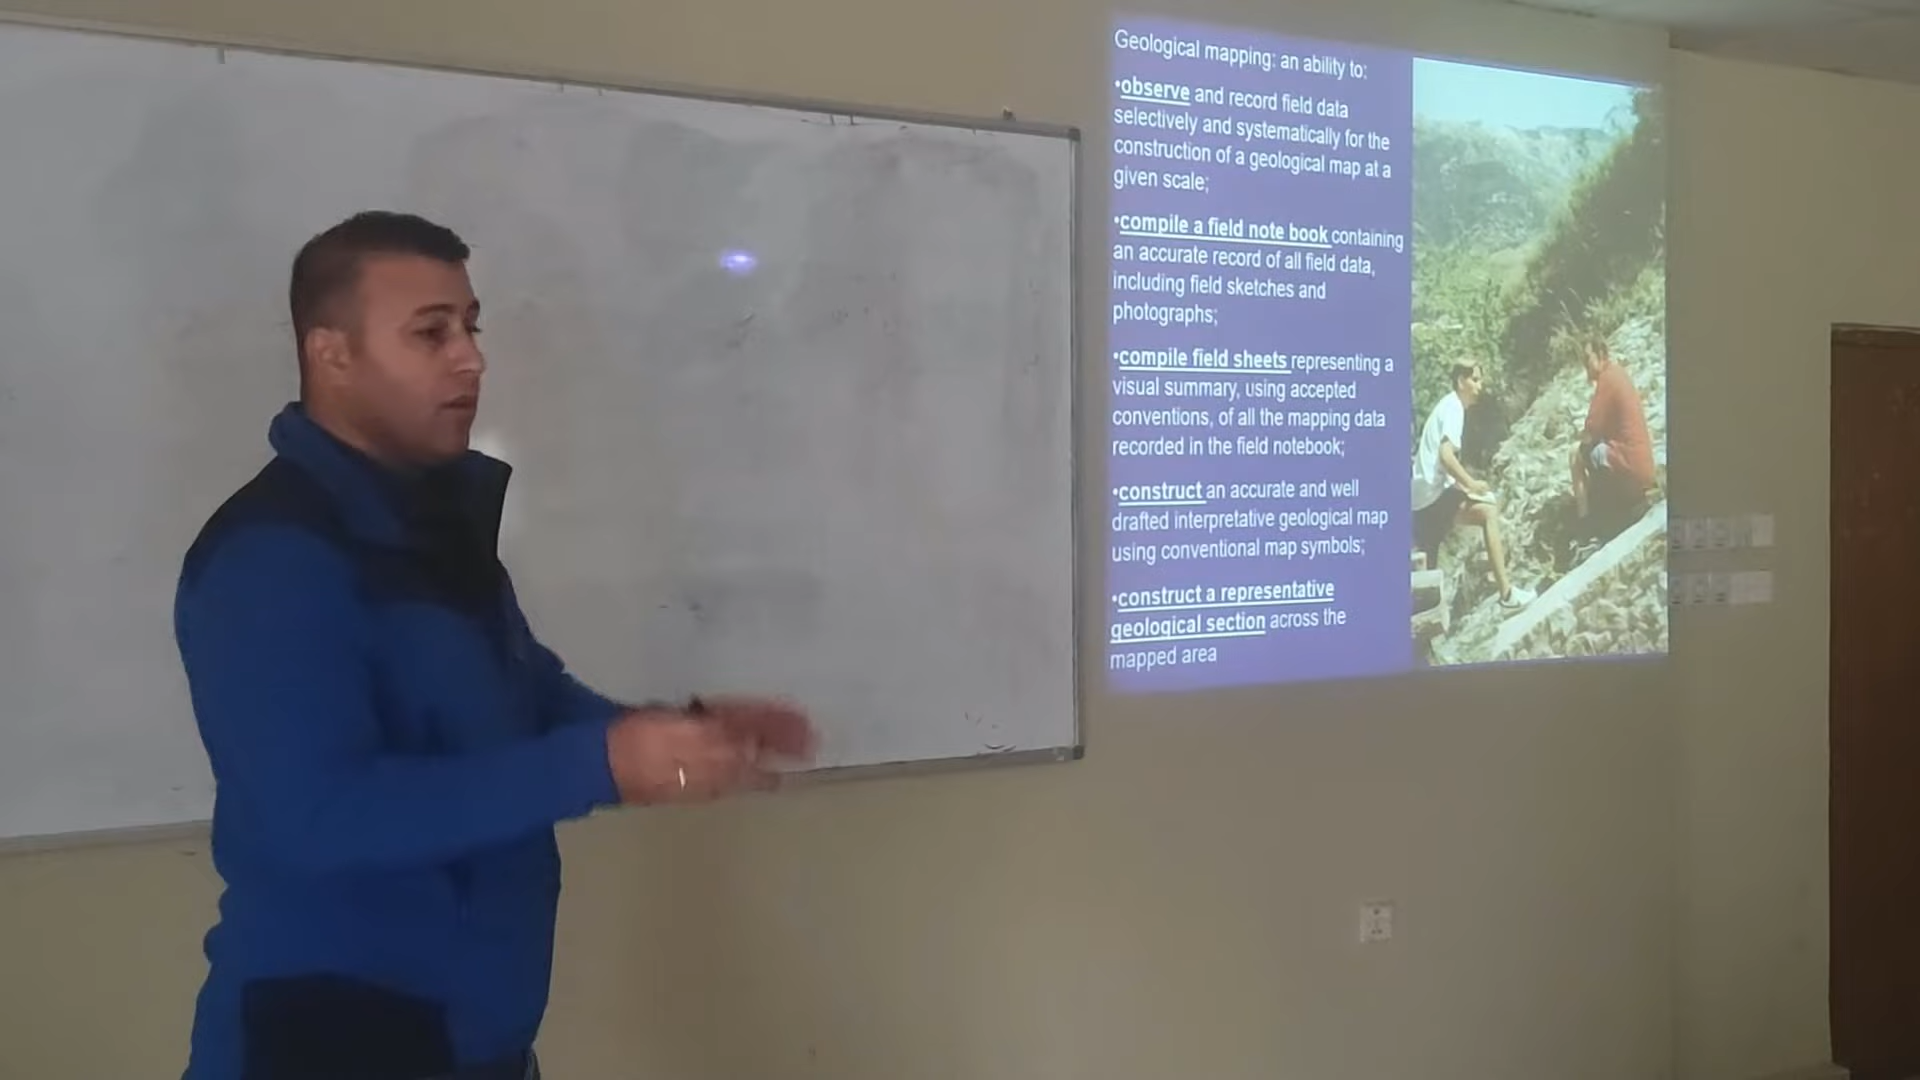 Geological mapping: an ability to:
•observe and record field data
selectively and systematically for the
construction of a geological map at a
given scale;
•compile a field note book containing
an accurate record of all field data,
including field sketches and
photographs;
•compile field sheets representing a
visual summary, using accepted
conventions, of all the mapping data
recorded in the field notebook;
•construct an accurate and well
drafted interpretative geological map
using conventional map symbols;
•construct a representative
geological section across the
mapped area